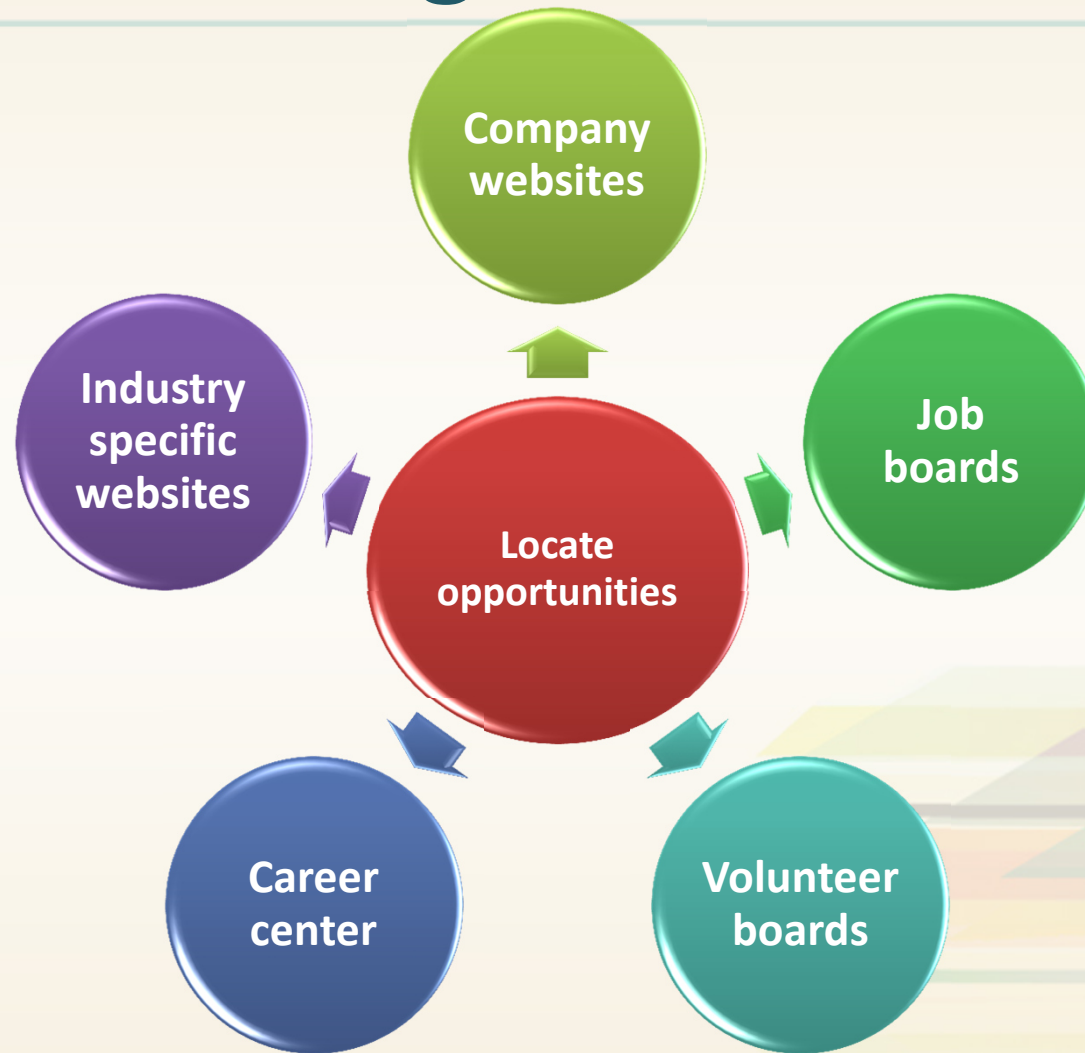 Company
websites
Industry
specific
websites
Job
boards
Locate
opportunities
Career
center
Volunteer
boards